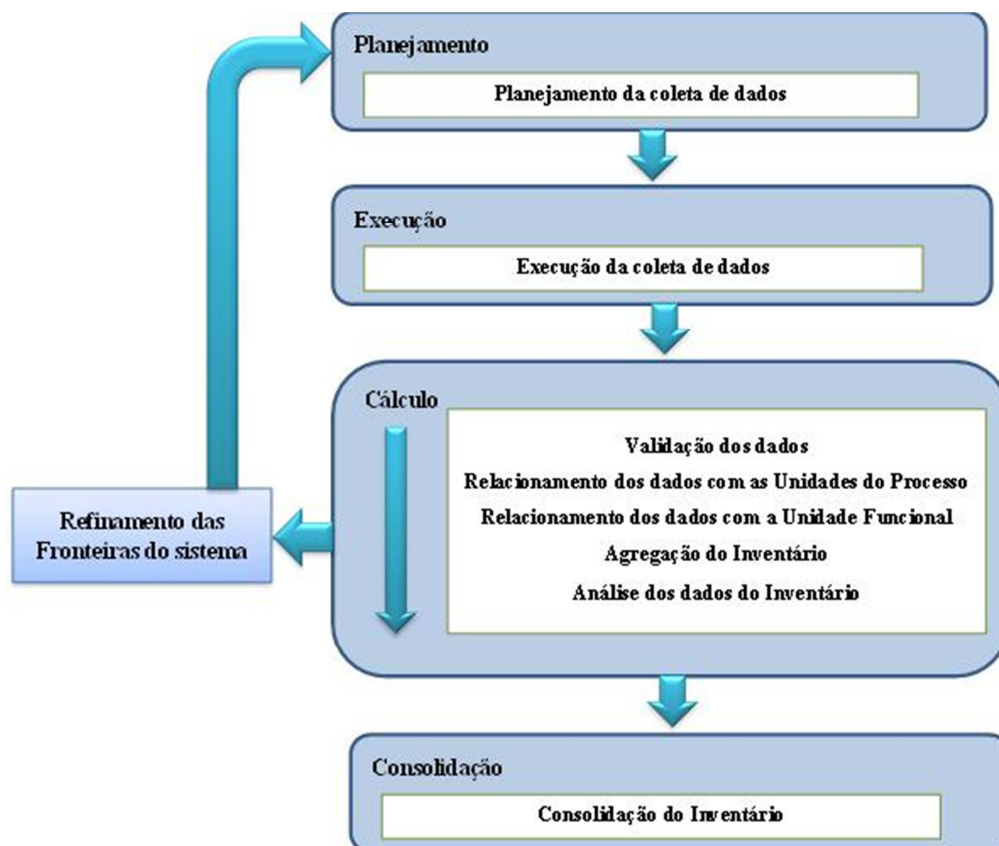 Planejamento
Planejamento da coleta de dados
Execução
Execução da coleta de dados
Cálculo
Validação dos dados
Relacionamento dos dados com as Unidades do Processo
Relacionamento dos dados com a Unidade Funcional
Agregação do Inventário
Análise dos dados do Inventário
Refinamento das
Fronteiras do sistema
Consolidação
Consolidação do Inventário